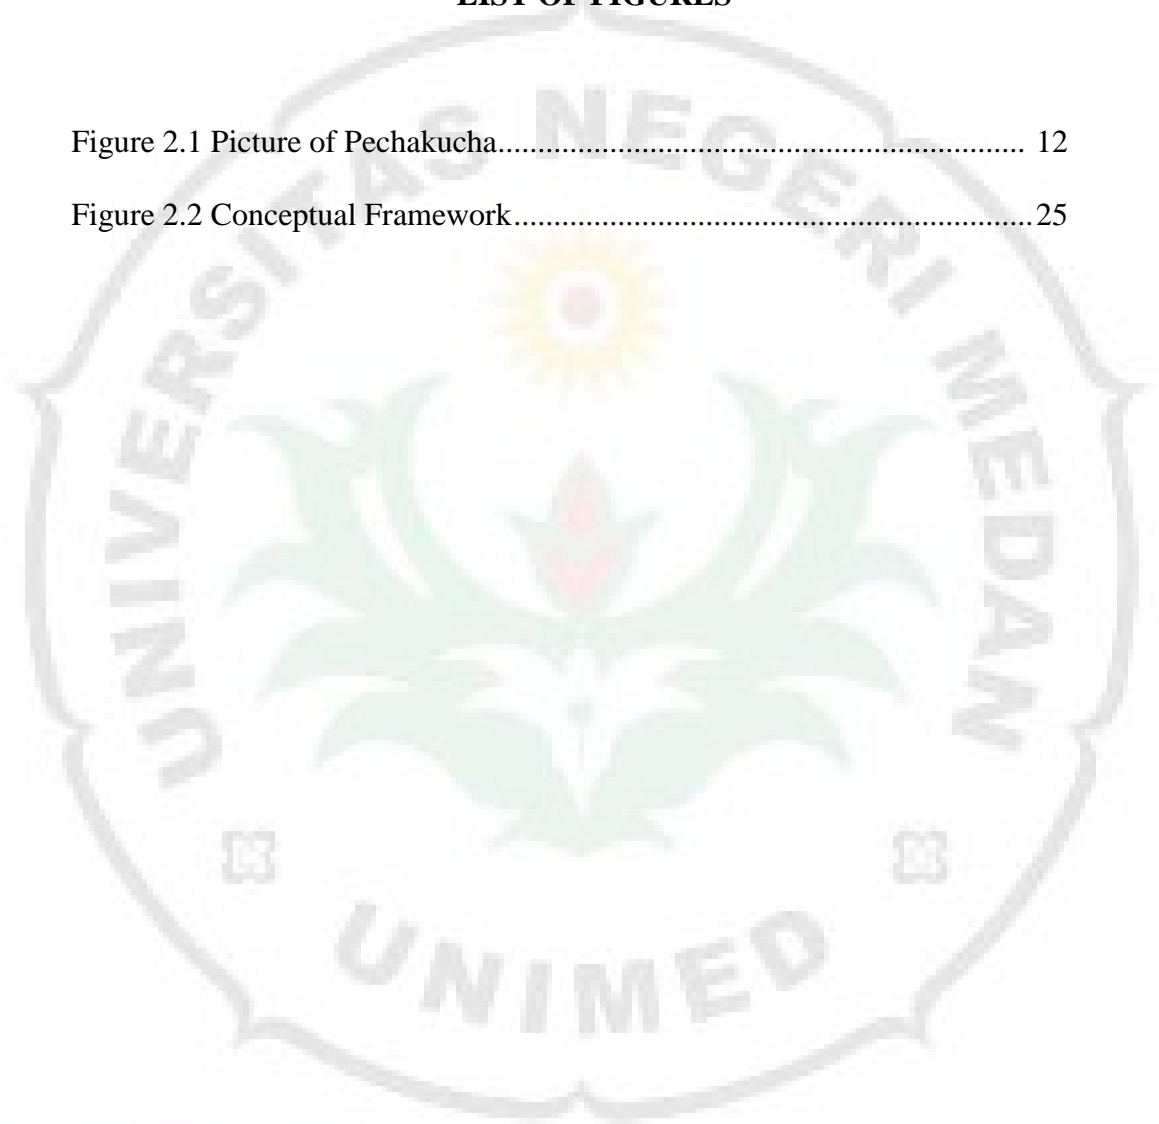 LIST OF FIGURES
Figure 2.1 Picture of Pechakucha.................................................................. 12
Figure 2.2 Conceptual Framework.................................................................25
UNIVERSITAS NEGERI MEDAN
UNIMED